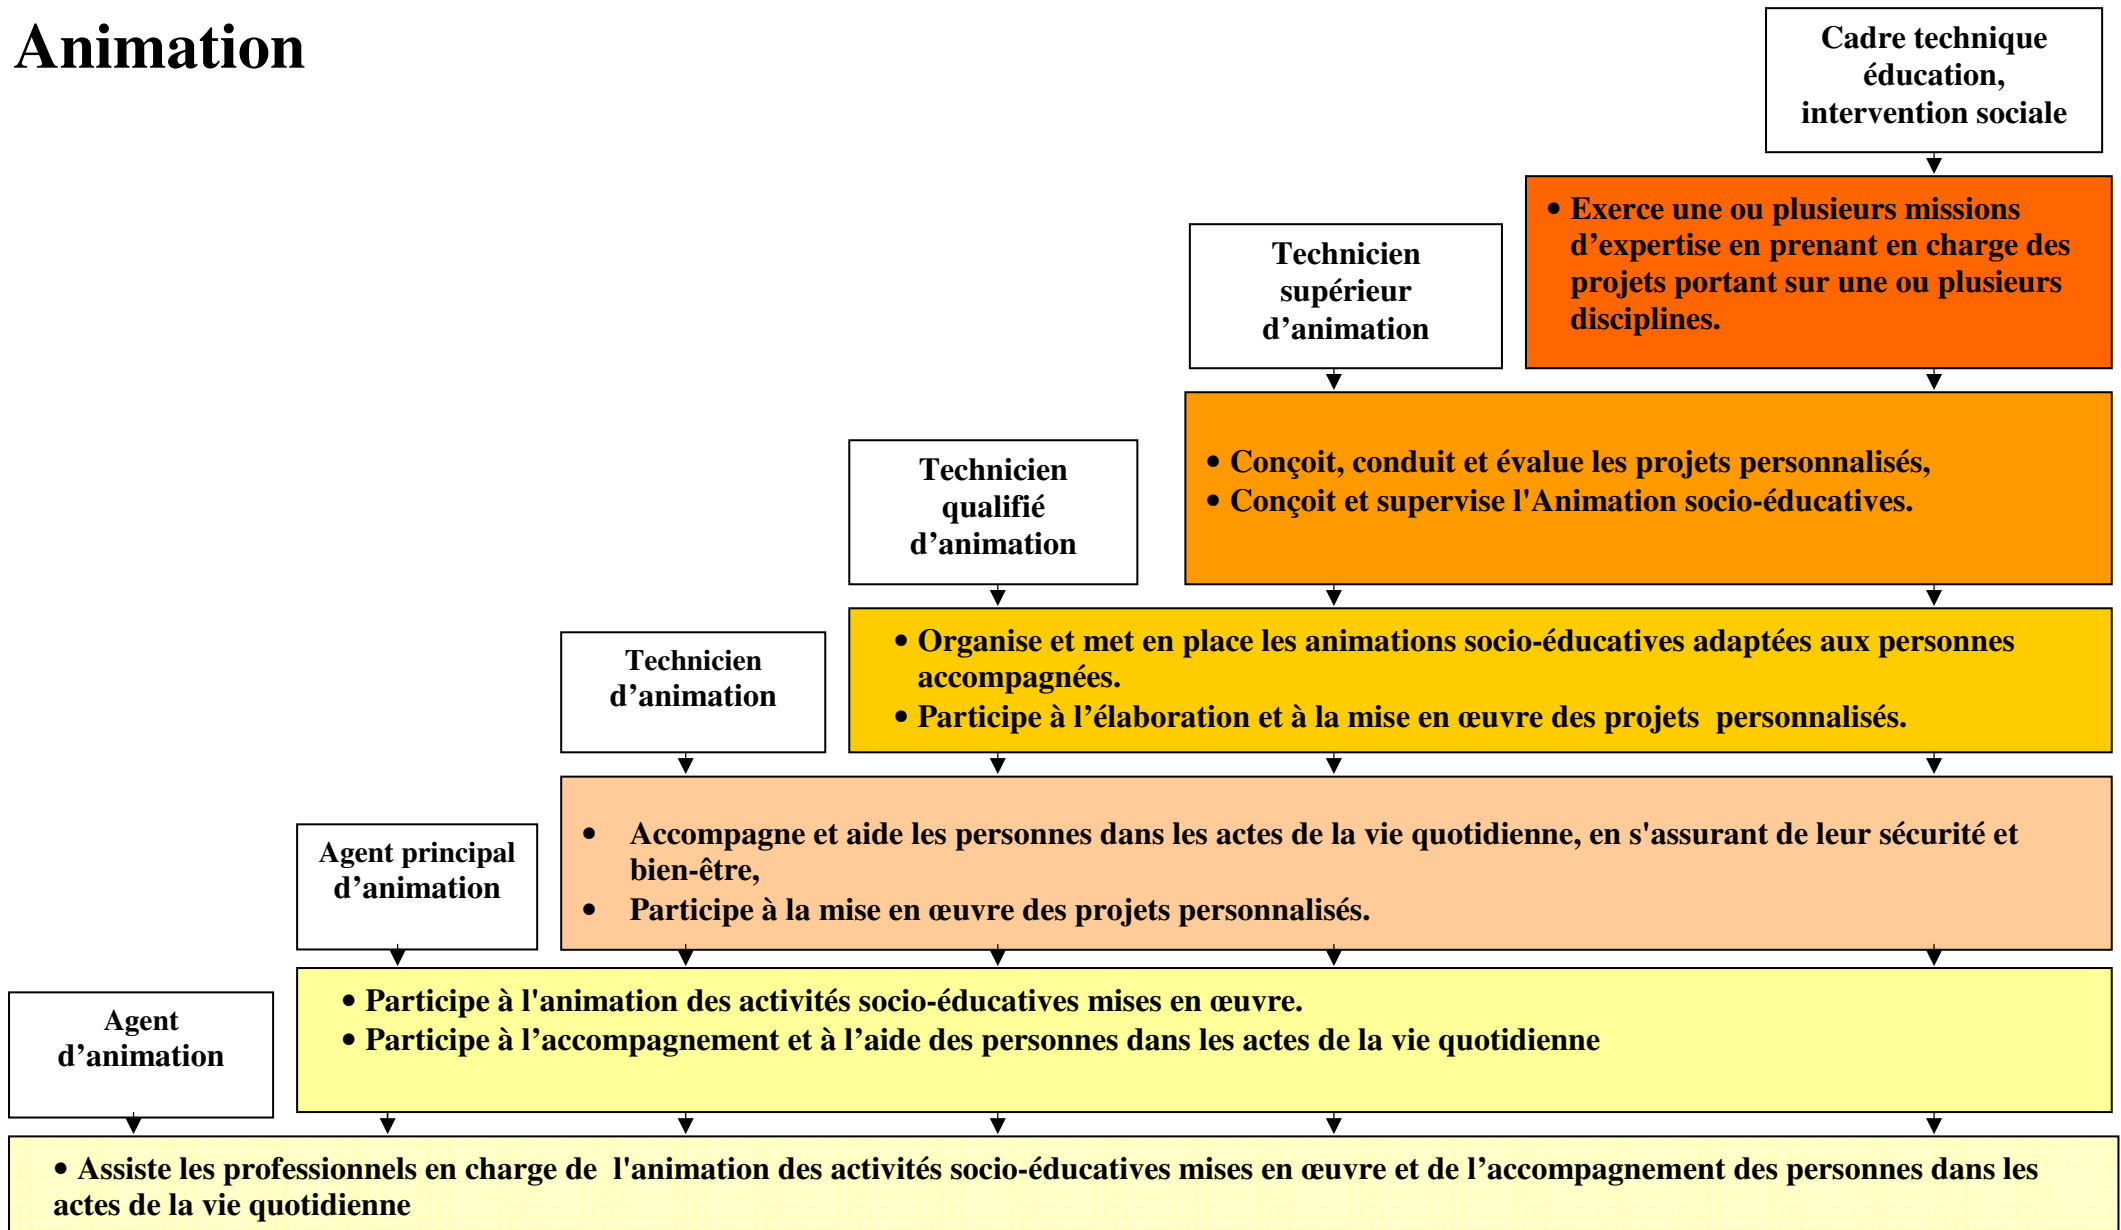 Animation
Cadre technique
éducation,
intervention sociale
• Exerce une ou plusieurs missions
d’expertise en prenant en charge des
projets portant sur une ou plusieurs
disciplines.
Technicien
supérieur
d’animation
• Conçoit, conduit et évalue les projets personnalisés,
• Conçoit et supervise l'Animation socio-éducatives.
Technicien
qualifié
d’animation
• Organise et met en place les animations socio-éducatives adaptées aux personnes
accompagnées.
• Participe à l’élaboration et à la mise en œuvre des projets  personnalisés.
Technicien
d’animation
• Accompagne et aide les personnes dans les actes de la vie quotidienne, en s'assurant de leur sécurité et
bien-être,
• Participe à la mise en œuvre des projets personnalisés.
Agent principal
d’animation
• Participe à l'animation des activités socio-éducatives mises en œuvre.
• Participe à l’accompagnement et à l’aide des personnes dans les actes de la vie quotidienne
Agent
d’animation
• Assiste les professionnels en charge de  l'animation des activités socio-éducatives mises en œuvre et de l’accompagnement des personnes dans les
actes de la vie quotidienne